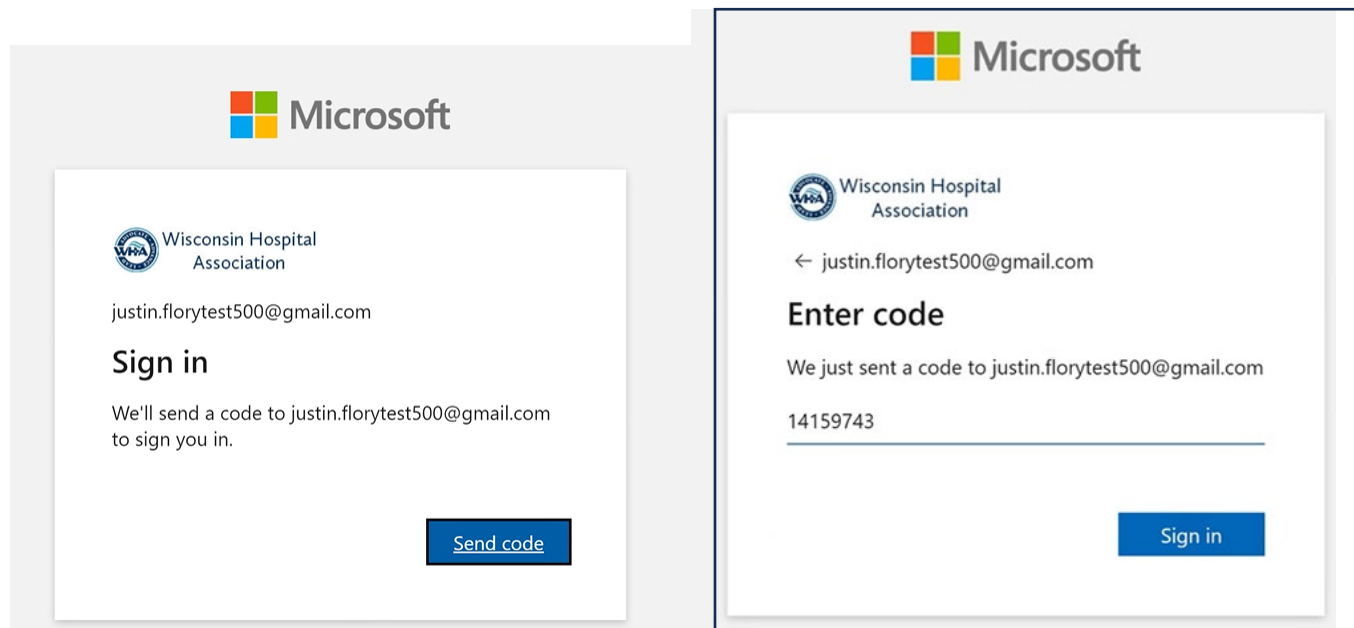 Microsoft
WHA
Wisconsin Hospital
Association
justin.florytest500@gmail.com
Sign in
We'll send a code to justin.florytest500@gmail.com
to sign you in.
Send code
Microsoft
WHA
Wisconsin Hospital
Association
← justin.florytest500@gmail.com
Enter code
We just sent a code to justin.florytest500@gmail.com
14159743
Sign in